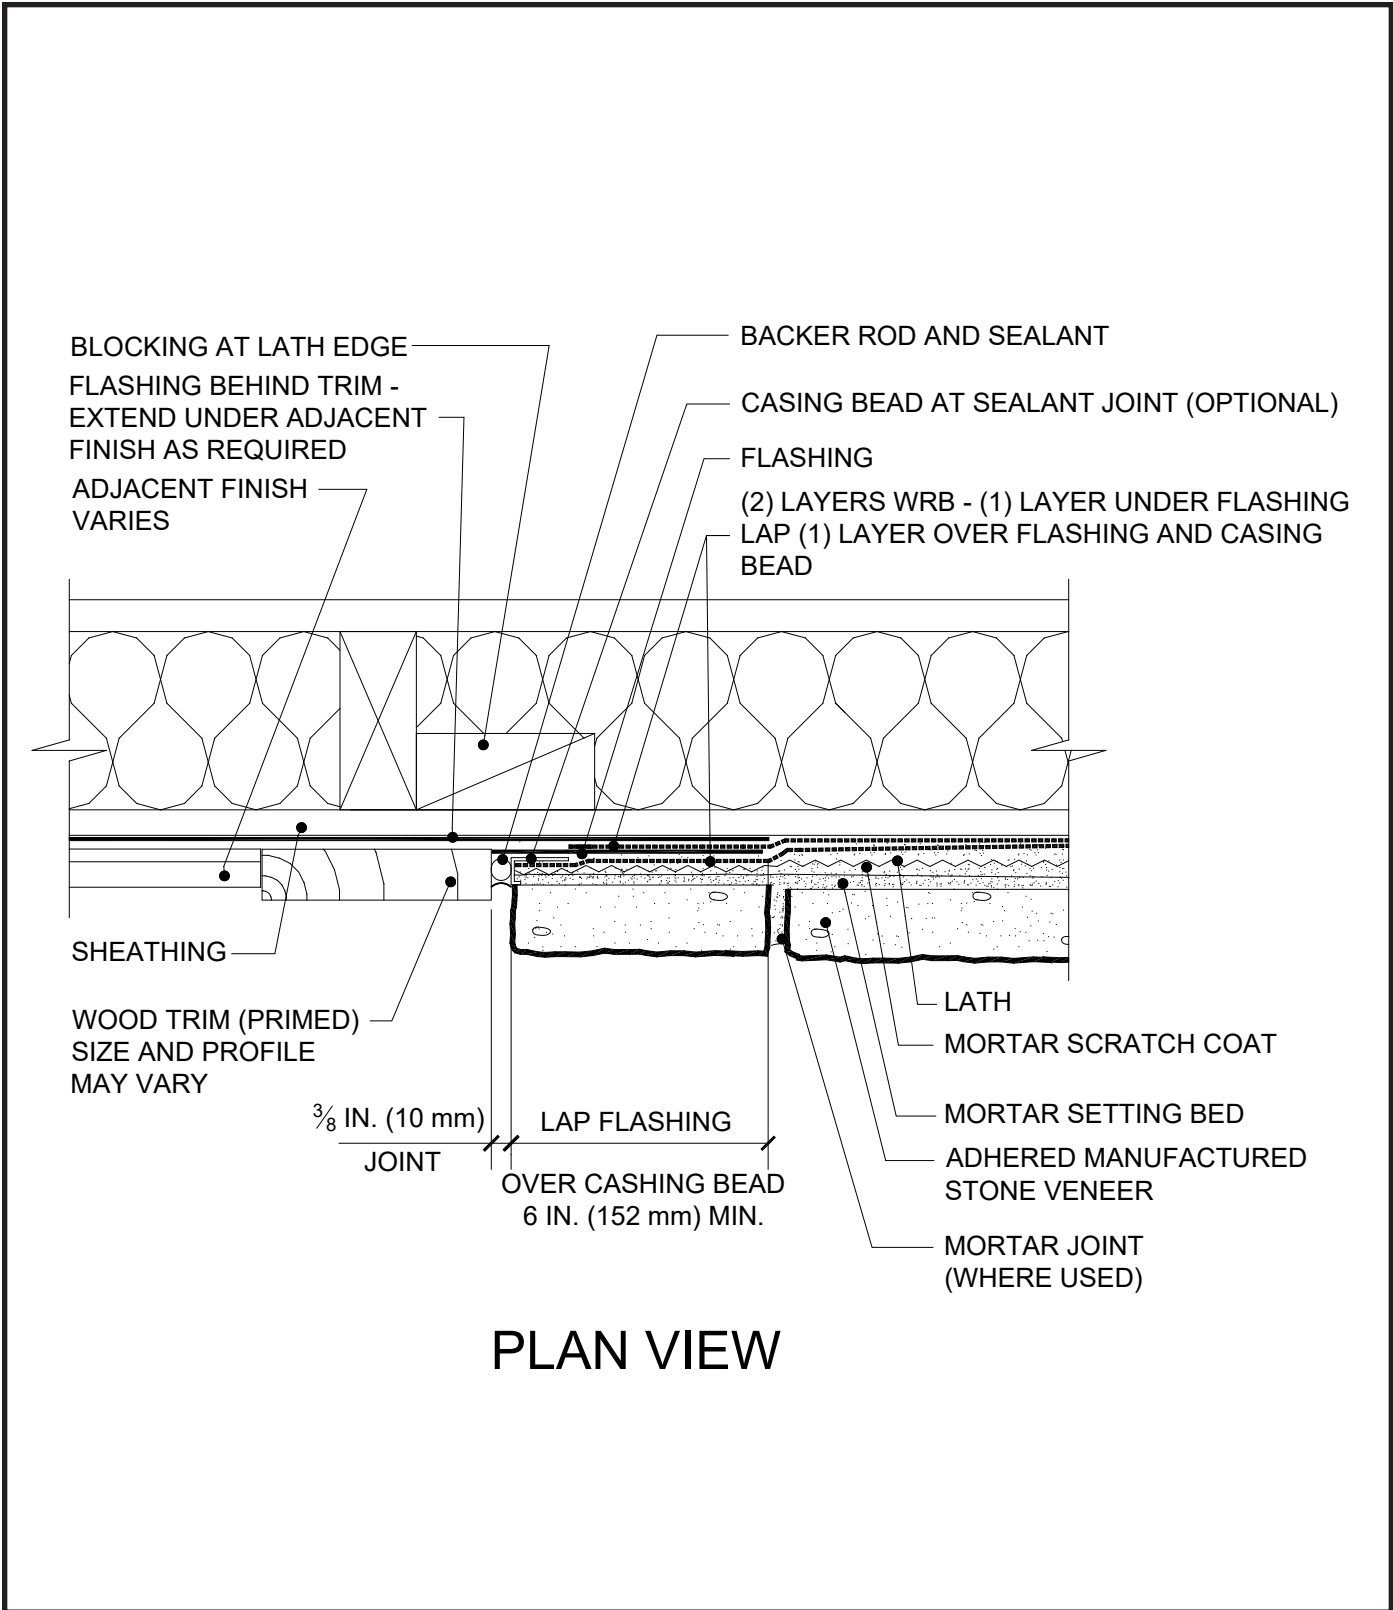 BLOCKING AT LATH EDGE
FLASHING BEHIND TRIM -
EXTEND UNDER ADJACENT
FINISH AS REQUIRED
ADJACENT FINISH
VARIES
BACKER ROD AND SEALANT
CASING BEAD AT SEALANT JOINT (OPTIONAL)
FLASHING
(2) LAYERS WRB - (1) LAYER UNDER FLASHING
LAP (1) LAYER OVER FLASHING AND CASING
BEAD
SHEATHING
WOOD TRIM (PRIMED)
SIZE AND PROFILE
MAY VARY
LATH
MORTAR SCRATCH COAT
MORTAR SETTING BED
ADHERED MANUFACTURED
STONE VENEER
MORTAR JOINT
(WHERE USED)
⅜ IN. (10 mm)
JOINT
LAP FLASHING
OVER CASHING BEAD
6 IN. (152 mm) MIN.
PLAN VIEW